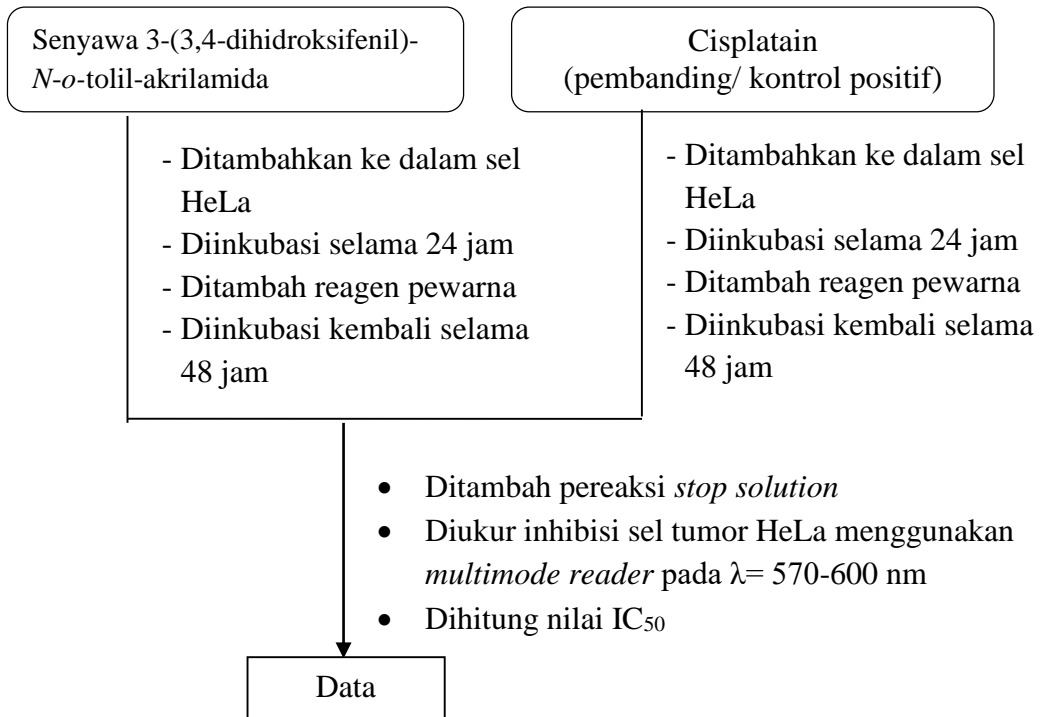 Senyawa 3-(3,4-dihidroksifenil)-
N-o-tolil-akrilamida
Cisplatain
(pembanding/ kontrol positif)
- Ditambahkan ke dalam sel
HeLa
- Diinkubasi selama 24 jam
- Ditambah reagen pewarna
- Diinkubasi kembali selama
48 jam
- Ditambahkan ke dalam sel
HeLa
- Diinkubasi selama 24 jam
- Ditambah reagen pewarna
- Diinkubasi kembali selama
48 jam
• Ditambah pereaksi stop solution
• Diukur inhibisi sel tumor HeLa menggunakan
multimode reader pada λ= 570-600 nm
• Dihitung nilai IC₅₀
Data